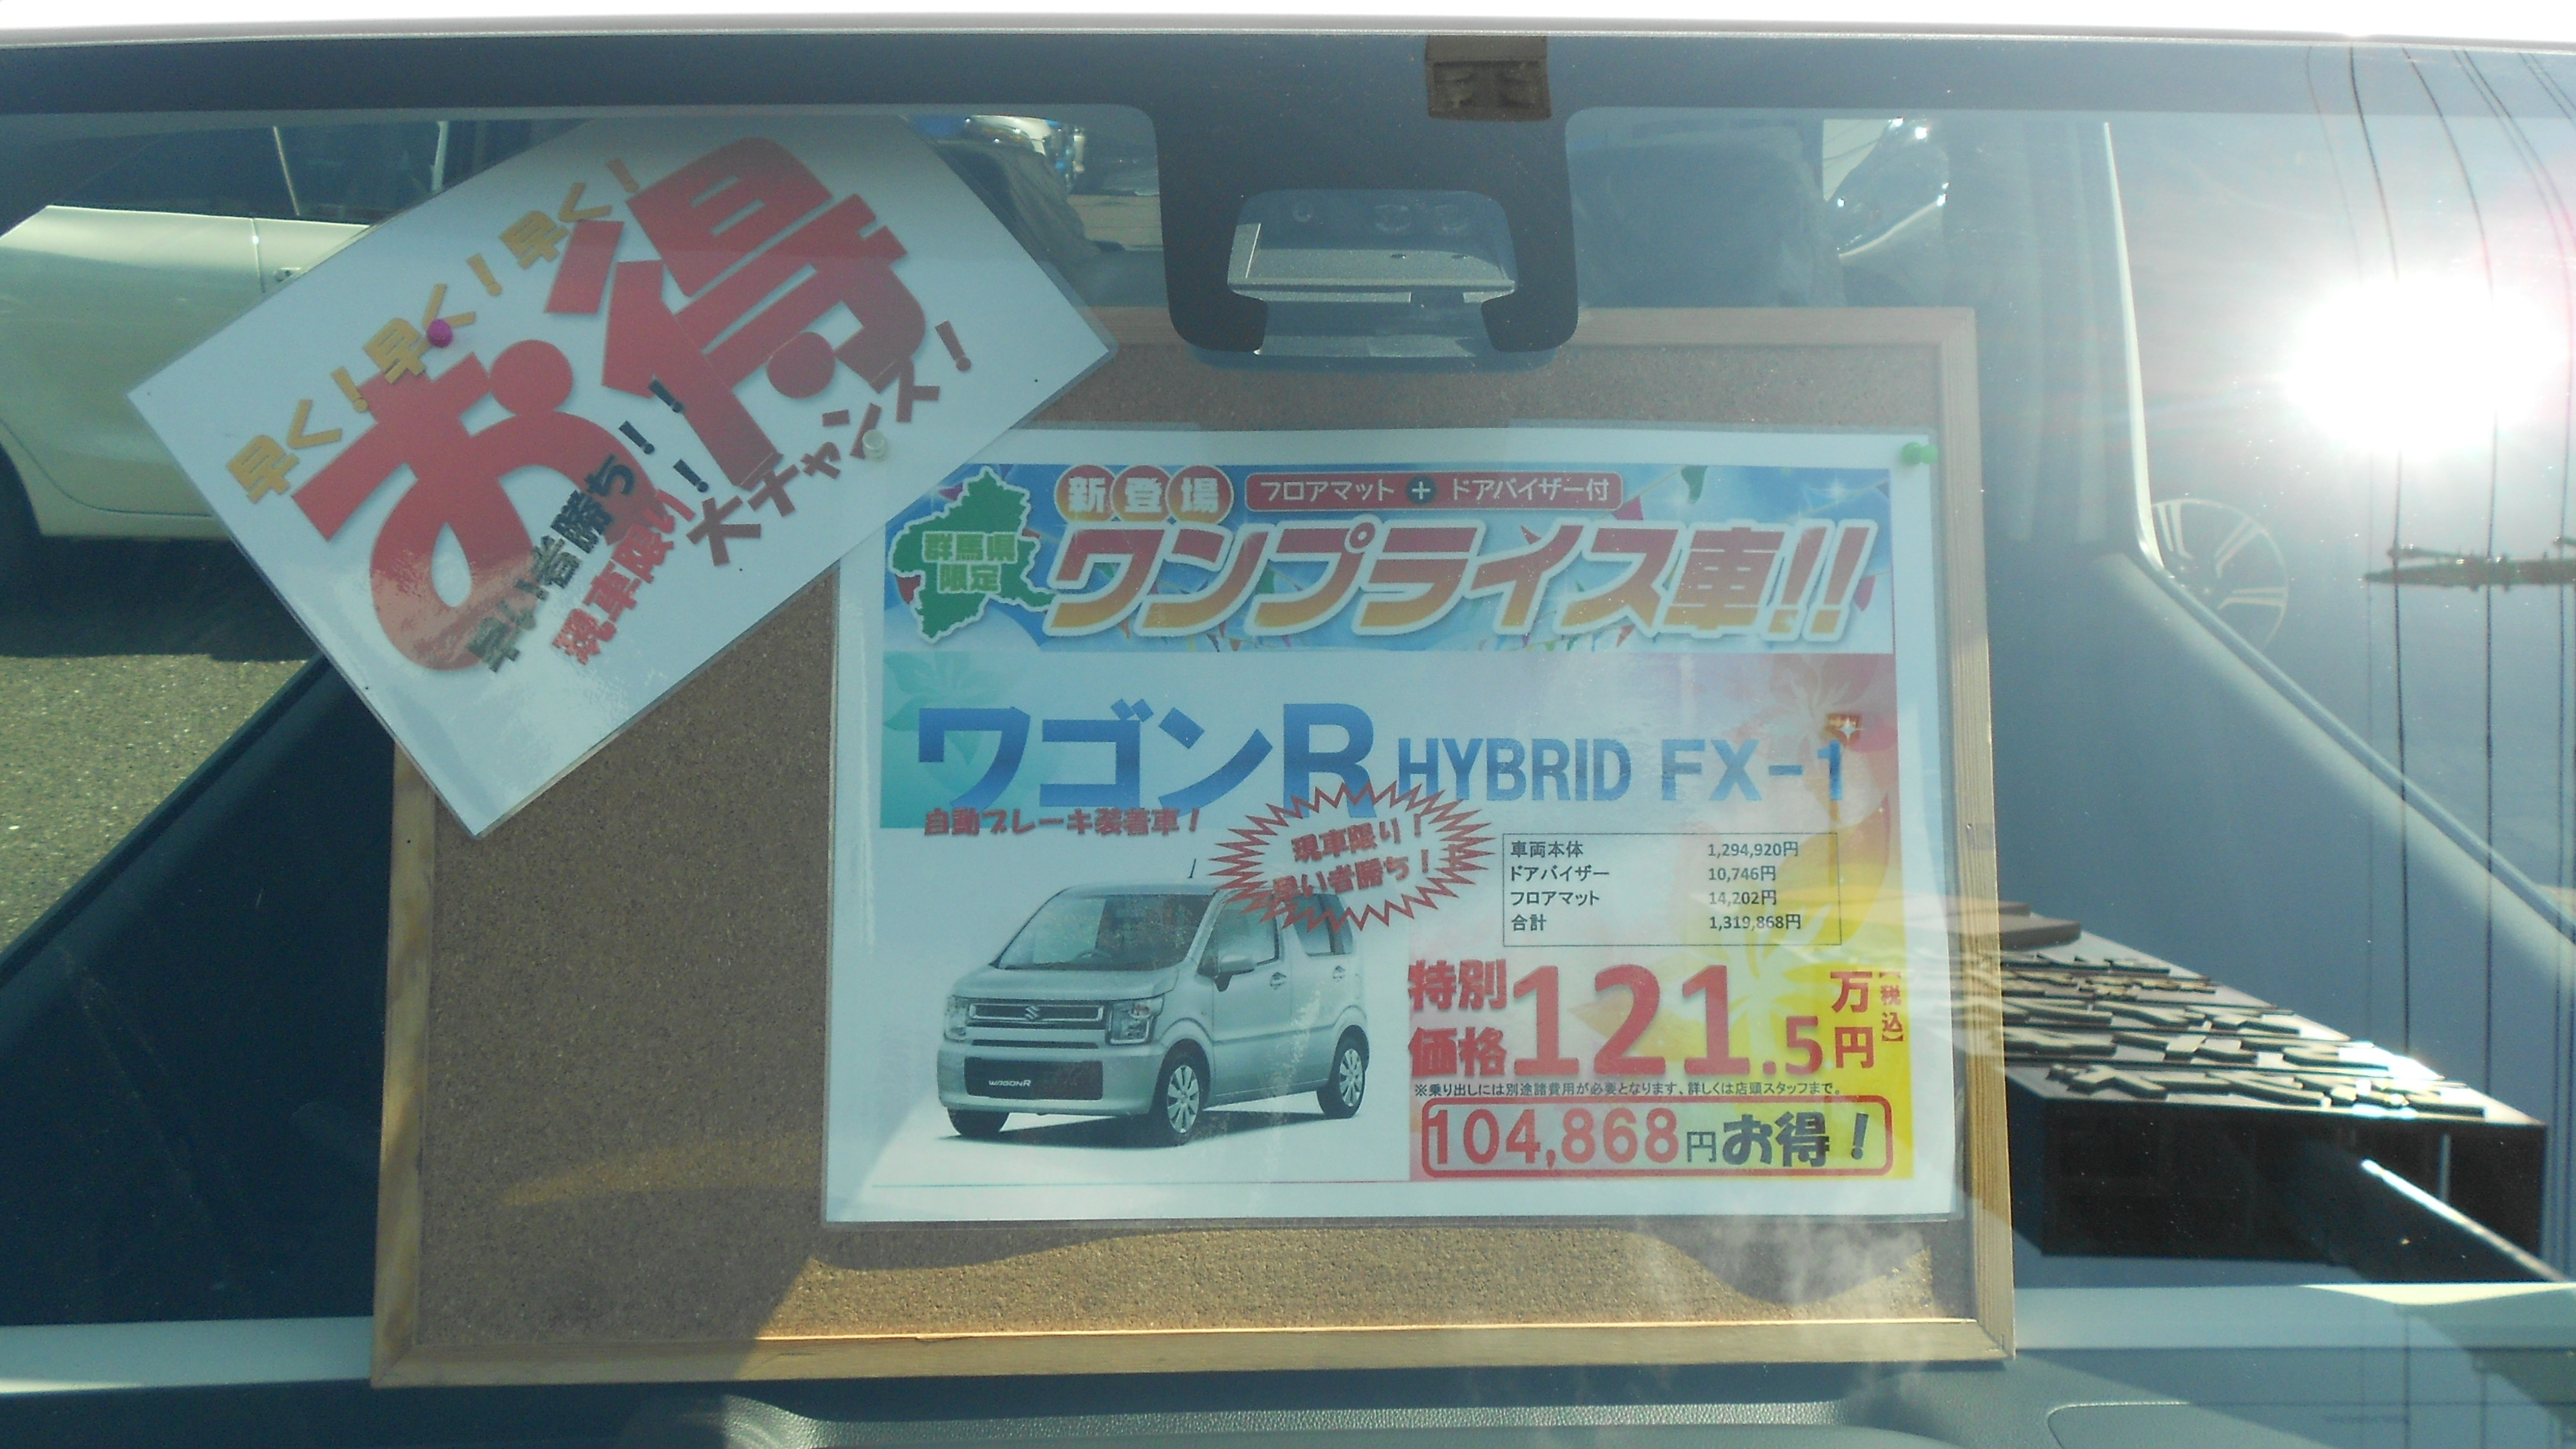 早く！早く！早く！
お得
早い者勝ち！！
現車限り！
大チャンス！
群馬県
限定
新登場
フロアマット＋ドアバイザー付
ワンプライス車!!
ワゴンR HYBRID FX-1
自動ブレーキ装着車！
現車限り！
早い者勝ち！
車両本体 1,294,920円
ドアバイザー 10,746円
フロアマット 14,202円
合計 1,319,868円
特別価格 121.5万円【税込】
※乗り出しには別途諸費用が必要となります、詳しくは店頭スタッフまで。
104,868円お得！
WAGON R